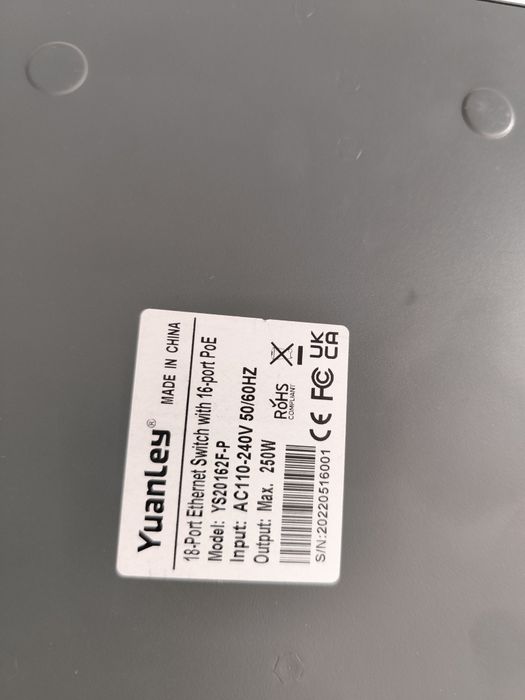 Yuanley® MADE IN CHINA
18-Port Ethernet Switch with 16-port PoE
Model: YS20162F-P
Input: AC110-240V 50/60HZ
Output: Max. 250W
RoHS
COMPLIANT
S/N:20220516001
CE FC UK
CA